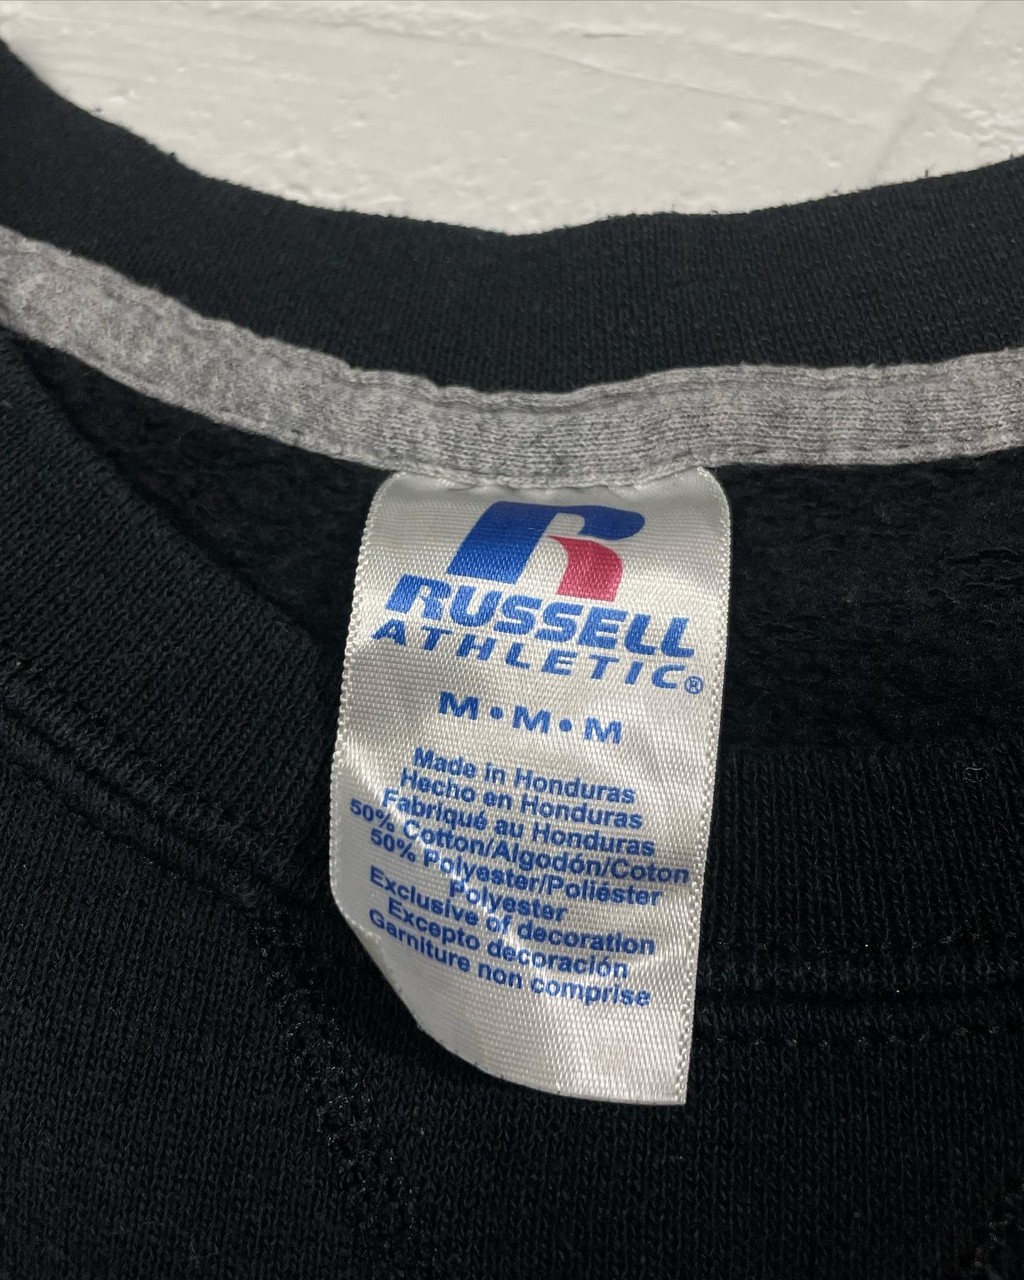 R
RUSSELL
ATHLETIC®
M•M•M
Made in Honduras
Hecho en Honduras
Fabriqué au Honduras
50% Cotton/Algodón/Coton
50% Polyester/Poliéster
Polyester
Exclusive of decoration
Excepto decoración
Garniture non comprise